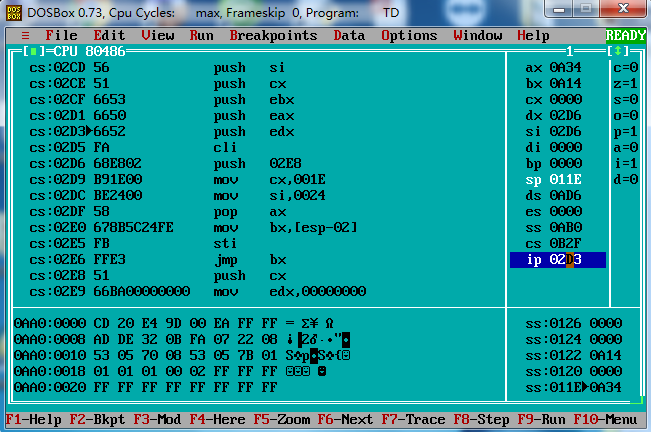 DOSBox 0.73, Cpu Cycles: max, Frameskip 0, Program: TD
≡ File Edit View Run Breakpoints Data Options Window Help READY
[■]=CPU 80486 1 [↕]
cs:02CD 56 push si ax 0A34 c=0
cs:02CE 51 push cx bx 0A14 z=1
cs:02CF 6653 push ebx cx 0000 s=0
cs:02D1 6650 push eax dx 02D6 o=0
cs:02D3►6652 push edx si 02D6 p=1
cs:02D5 FA cli di 0000 a=0
cs:02D6 68E802 push 02E8 bp 0000 i=1
cs:02D9 B91E00 mov cx,001E sp 011E d=0
cs:02DC BE2400 mov si,0024 ds 0AD6
cs:02DF 58 pop ax es 0000
cs:02E0 678B5C24FE mov bx,[esp-02] ss 0AB0
cs:02E5 FB sti cs 0B2F
cs:02E6 FFE3 jmp bx ip 02D3
cs:02E8 51 push cx
cs:02E9 66BA00000000 mov edx,00000000
0AA0:0000 CD 20 E4 9D 00 EA FF FF = Σ¥ Ω ss:0126 0000
0AA0:0008 AD DE 32 0B FA 07 22 08 ss:0124 0000
0AA0:0010 53 05 70 08 53 05 7B 01 ss:0122 0A14
0AA0:0018 01 01 01 00 02 FF FF FF ss:0120 0000
0AA0:0020 FF FF FF FF FF FF FF FF ss:011E►0A34
F1-Help F2-Bkpt F3-Mod F4-Here F5-Zoom F6-Next F7-Trace F8-Step F9-Run F10-Menu